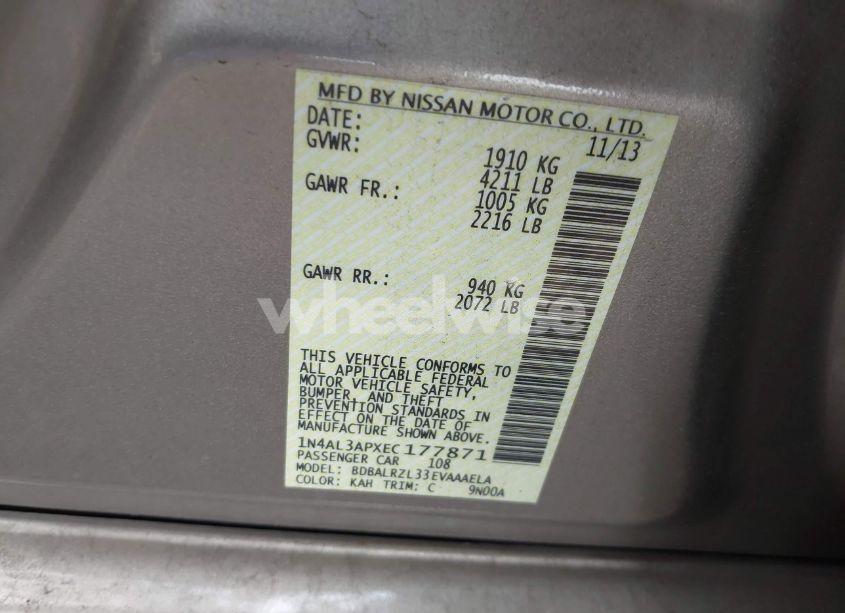 MFD BY NISSAN MOTOR CO., LTD.
DATE: 11/13
GVWR: 1910 KG
4211 LB
GAWR FR.: 1005 KG
2216 LB
GAWR RR.: 940 KG
2072 LB
wheelwise
THIS VEHICLE CONFORMS TO
ALL APPLICABLE FEDERAL
MOTOR VEHICLE SAFETY,
BUMPER, AND THEFT
PREVENTION STANDARDS IN
EFFECT ON THE DATE OF
MANUFACTURE SHOWN ABOVE.
1N4AL3APXEC177871
PASSENGER CAR 108
MODEL: BDBALRZL33EVAAAELA
COLOR: KAH TRIM: C 9N00A